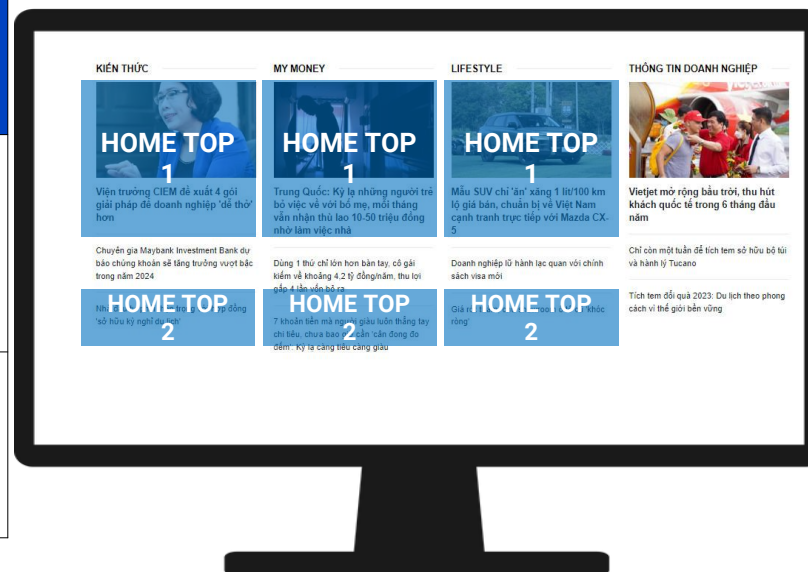 KIẾN THỨC
HOME TOP
1
Viện trưởng CIEM đề xuất 4 gói
giải pháp để doanh nghiệp 'dễ thở'
hơn
Chuyên gia Maybank Investment Bank dự
báo chứng khoán sẽ tăng trưởng vượt bậc
trong năm 2024
HOME TOP
2
'sở hữu kỳ nghỉ du lịch'
MY MONEY
HOME TOP
1
Trung Quốc: Kỳ lạ những người trẻ
bỏ việc về với bố mẹ, mỗi tháng
vẫn nhận thù lao 10-50 triệu đồng
nhờ làm việc nhà
Dùng 1 thứ chỉ lớn hơn bàn tay, cô gái
kiếm về khoảng 4,2 tỷ đồng/năm, thu lợi
gấp 4 lần vốn bỏ ra
HOME TOP
2
7 khoản tiền mà người giàu luôn thẳng tay
chi tiêu, chưa bao giờ cần 'cân đong đo
đếm': Kỳ lạ càng tiêu càng giàu
LIFESTYLE
HOME TOP
1
Mẫu SUV chỉ 'ăn' xăng 1 lít/100 km
lộ giá bán, chuẩn bị về Việt Nam
cạnh tranh trực tiếp với Mazda CX-
5
Doanh nghiệp lữ hành lạc quan với chính
sách visa mới
HOME TOP
2
ròng'
THÔNG TIN DOANH NGHIỆP
Vietjet mở rộng bầu trời, thu hút
khách quốc tế trong 6 tháng đầu
năm
Chỉ còn một tuần để tích tem sở hữu bộ túi
và hành lý Tucano
Tích tem đổi quà 2023: Du lịch theo phong
cách vì thế giới bền vững